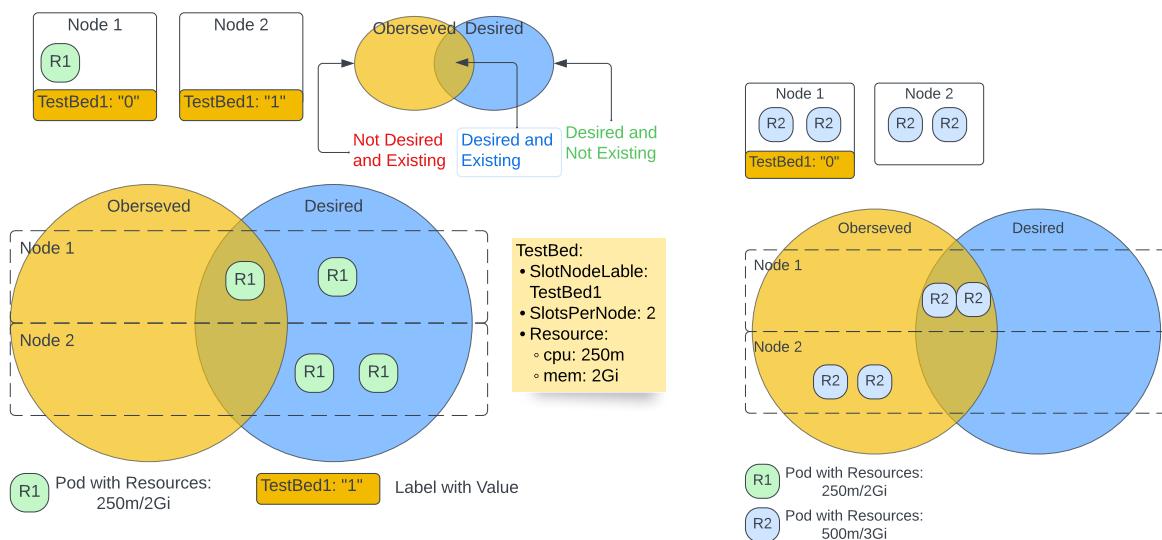 Node 1
R1
TestBed1: "0"
Node 2
TestBed1: "1"
Oberseved
Desired
Not Desired
and Existing
Desired and
Existing
Desired and
Not Existing
Oberseved
Desired
Node 1
R1
R1
Node 2
R1
R1
TestBed:
• SlotNodeLable:
TestBed1
• SlotsPerNode: 2
• Resource:
◦ cpu: 250m
◦ mem: 2Gi
R1
Pod with Resources:
250m/2Gi
TestBed1: "1"
Label with Value
Node 1
R2
R2
TestBed1: "0"
Node 2
R2
R2
Oberseved
Desired
Node 1
R2
R2
Node 2
R2
R2
R1
Pod with Resources:
250m/2Gi
R2
Pod with Resources:
500m/3Gi